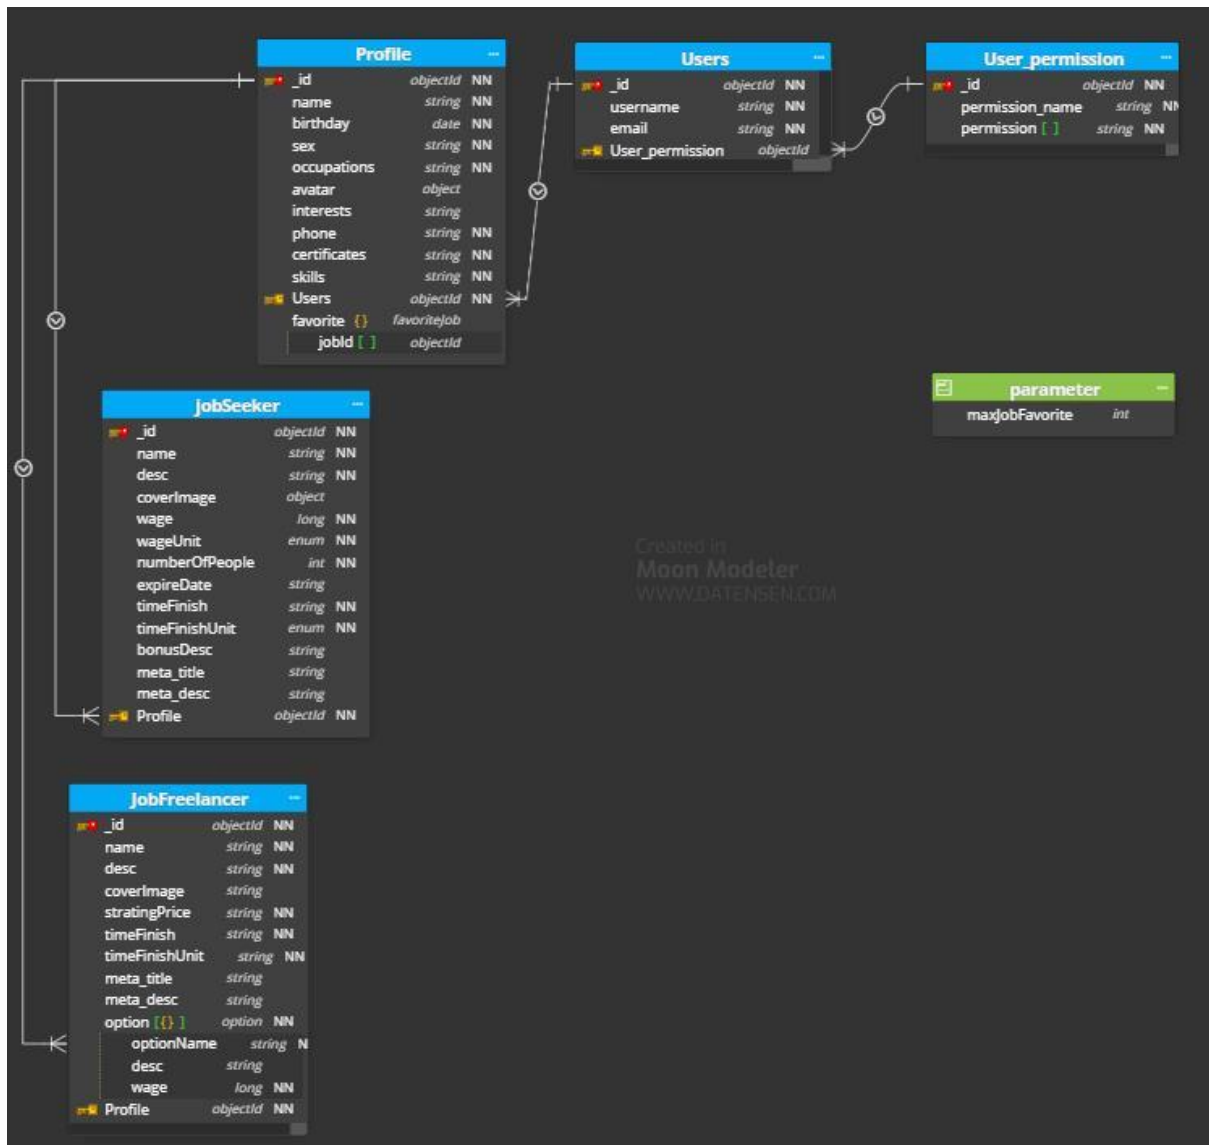 Profile
_id objectId NN
name string NN
birthday date NN
sex string NN
occupations string NN
avatar object
interests string
phone string NN
certificates string NN
skills string NN
Users objectId NN
favorite {} favoriteJob
jobId [ ] objectId
Users
_id objectId NN
username string NN
email string NN
User_permission objectId
User_permission
_id objectId NN
permission_name string NN
permission [ ] string NN
parameter
maxJobFavorite int
jobSeeker
_id objectId NN
name string NN
desc string NN
coverImage object
wage long NN
wageUnit enum NN
numberOfPeople int NN
expireDate string
timeFinish string NN
timeFinishUnit enum NN
bonusDesc string
meta_title string
meta_desc string
Profile objectId NN
Created in
Moon Modeler
WWW.DATENSEN.COM
JobFreelancer
_id objectId NN
name string NN
desc string NN
coverImage string
stratingPrice string NN
timeFinish string NN
timeFinishUnit string NN
meta_title string
meta_desc string
option [{} ] option NN
optionName string N
desc string
wage long NN
Profile objectId NN